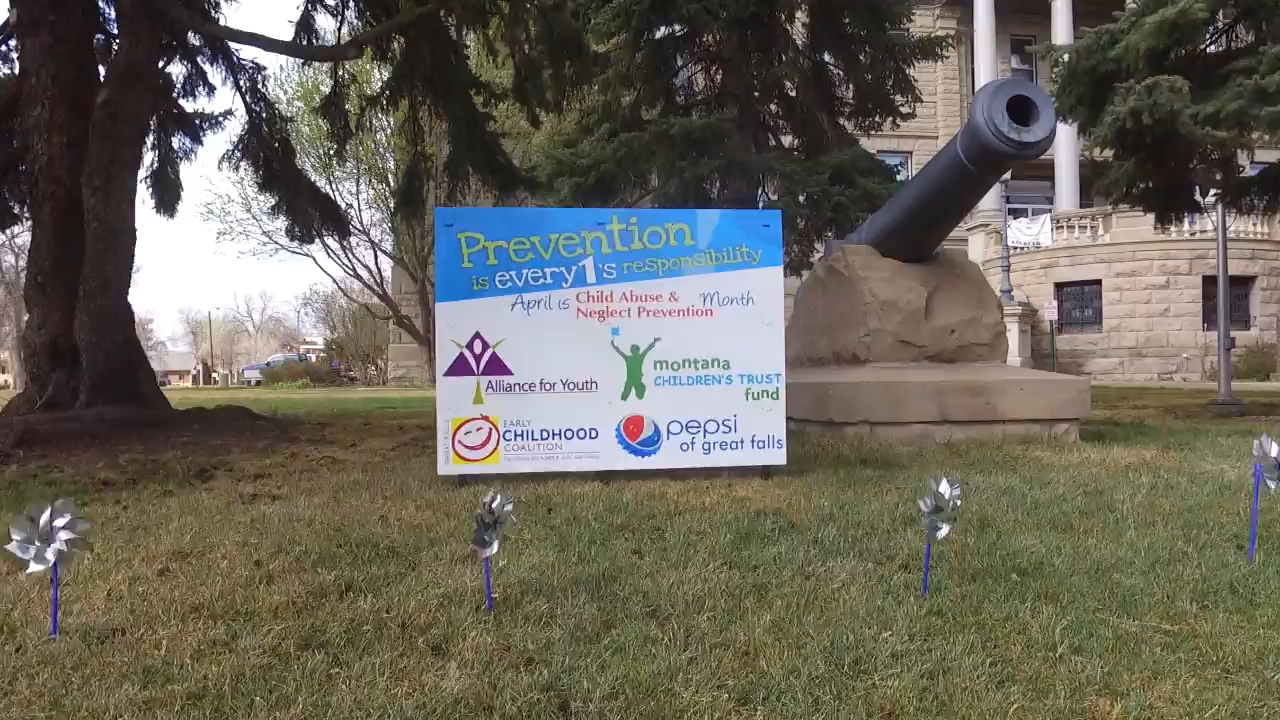 Prevention
is every1's responsibility
April is Child Abuse & Neglect Prevention Month
Alliance for Youth
montana
CHILDREN'S TRUST
fund
EARLY
CHILDHOOD
COALITION
pepsi
of great falls